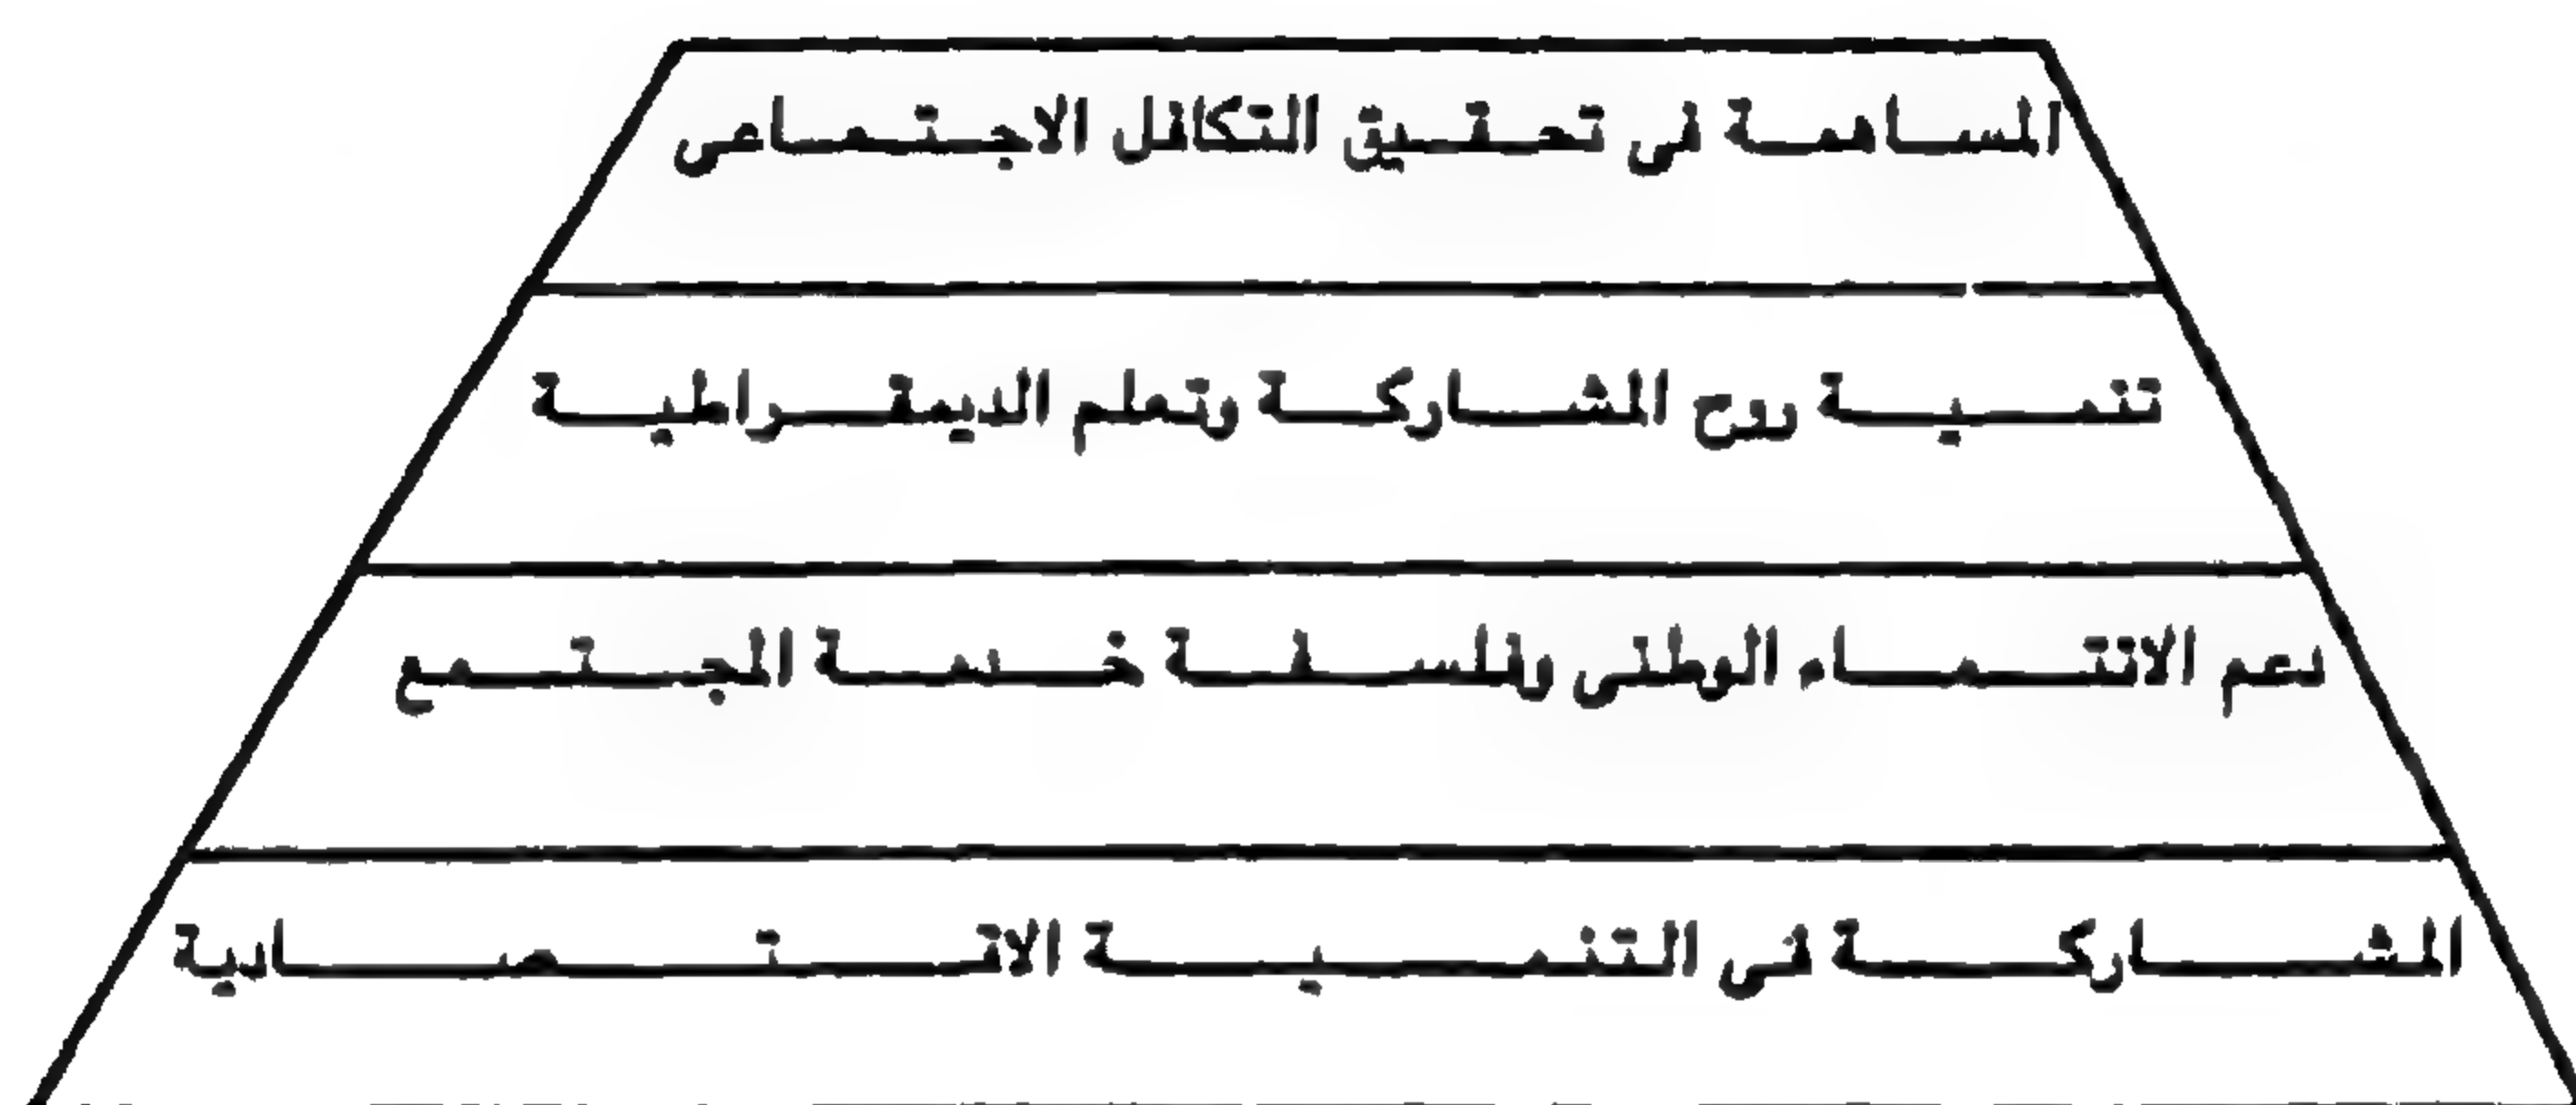 المساهمة فى تحقيق التكافل الاجتماعى
تنمية روح المشاركة وتعلم الديمقراطية
دعم الانتماء الوطنى وفلسفة خدمة المجتمع
المشاركة فى التنمية الاقتصادية